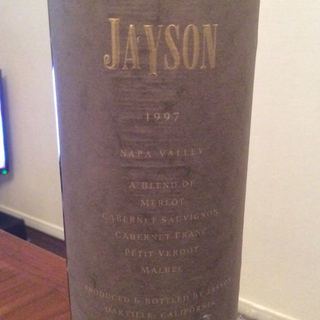 JAYSON
1997
NAPA VALLEY
A BLEND OF
MERLOT
CABERNET SAUVIGNON
CABERNET FRANC
PETIT VERDOT
MALBEC
PRODUCED & BOTTLED BY
OAKVILLE, CALIFORNIA